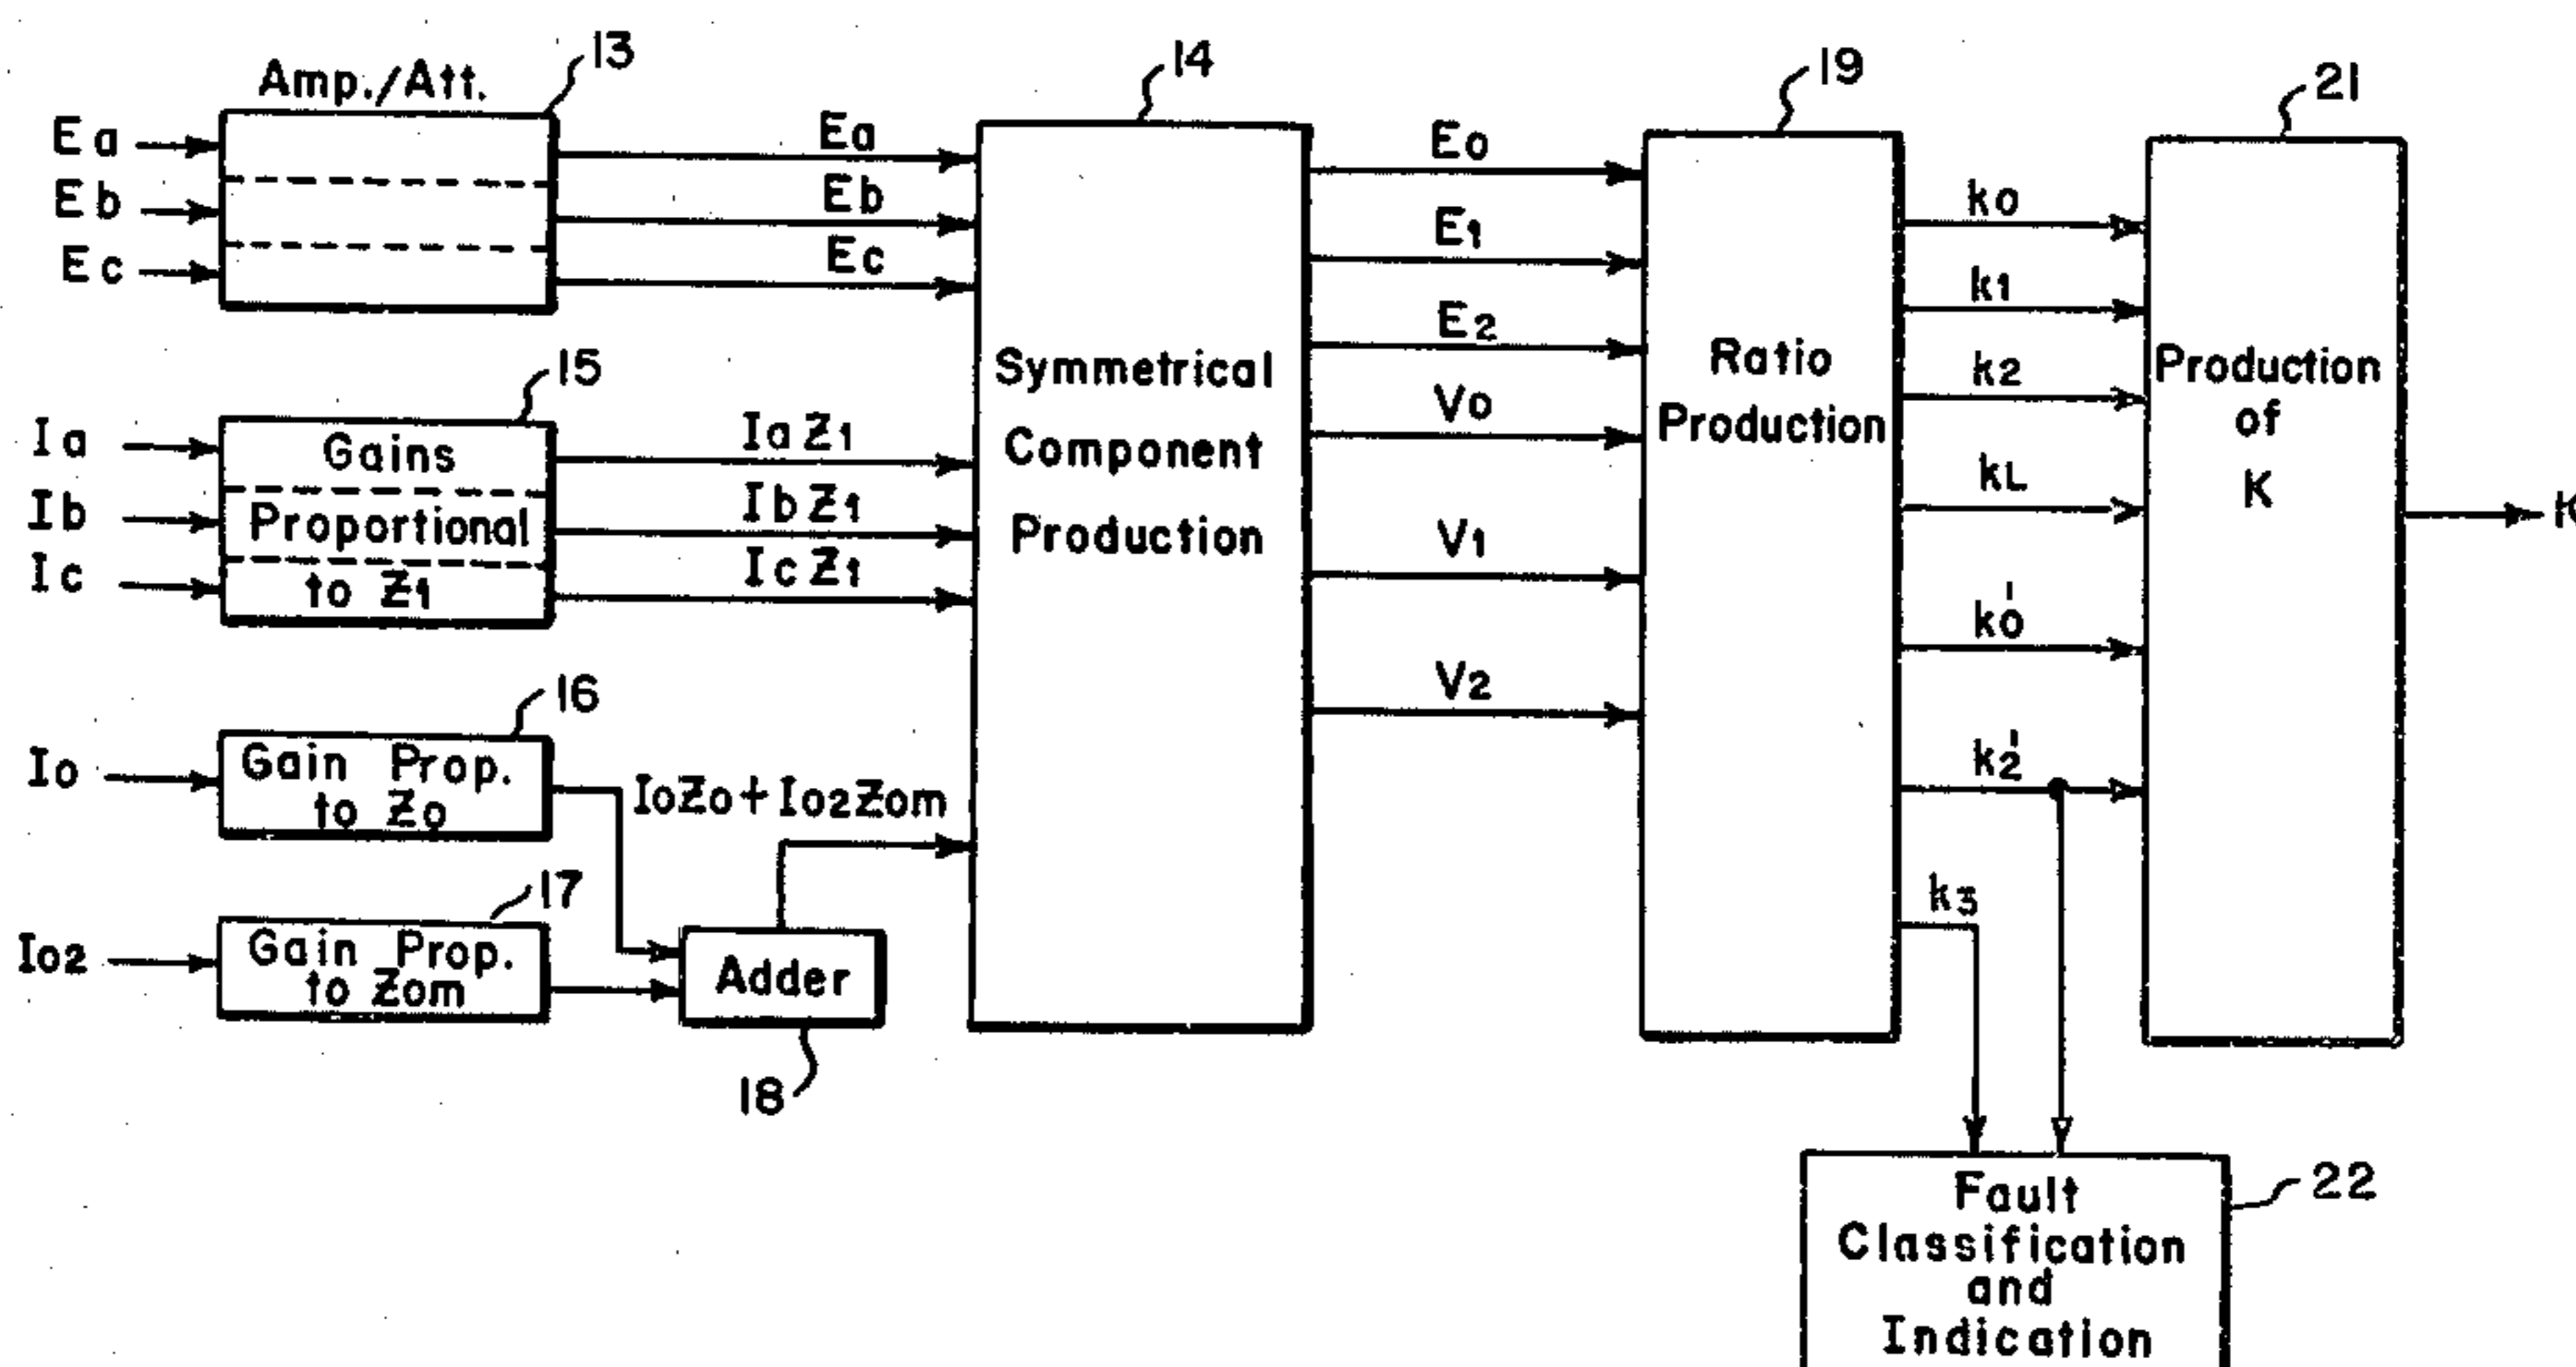 Amp./Att.
13
Ea
Eb
Ec
Ea
Eb
Ec
15
Ia
Ib
Ic
Gains
Proportional
to Z1
IaZ1
IbZ1
IcZ1
16
Io
Gain Prop.
to Zo
17
Io2
Gain Prop.
to Zom
IoZo+Io2Zom
Adder
18
14
Symmetrical
Component
Production
Eo
E1
E2
Vo
V1
V2
19
Ratio
Production
ko
k1
k2
kL
ko'
k2'
k3
21
Production
of
K
K
22
Fault
Classification
and
Indication